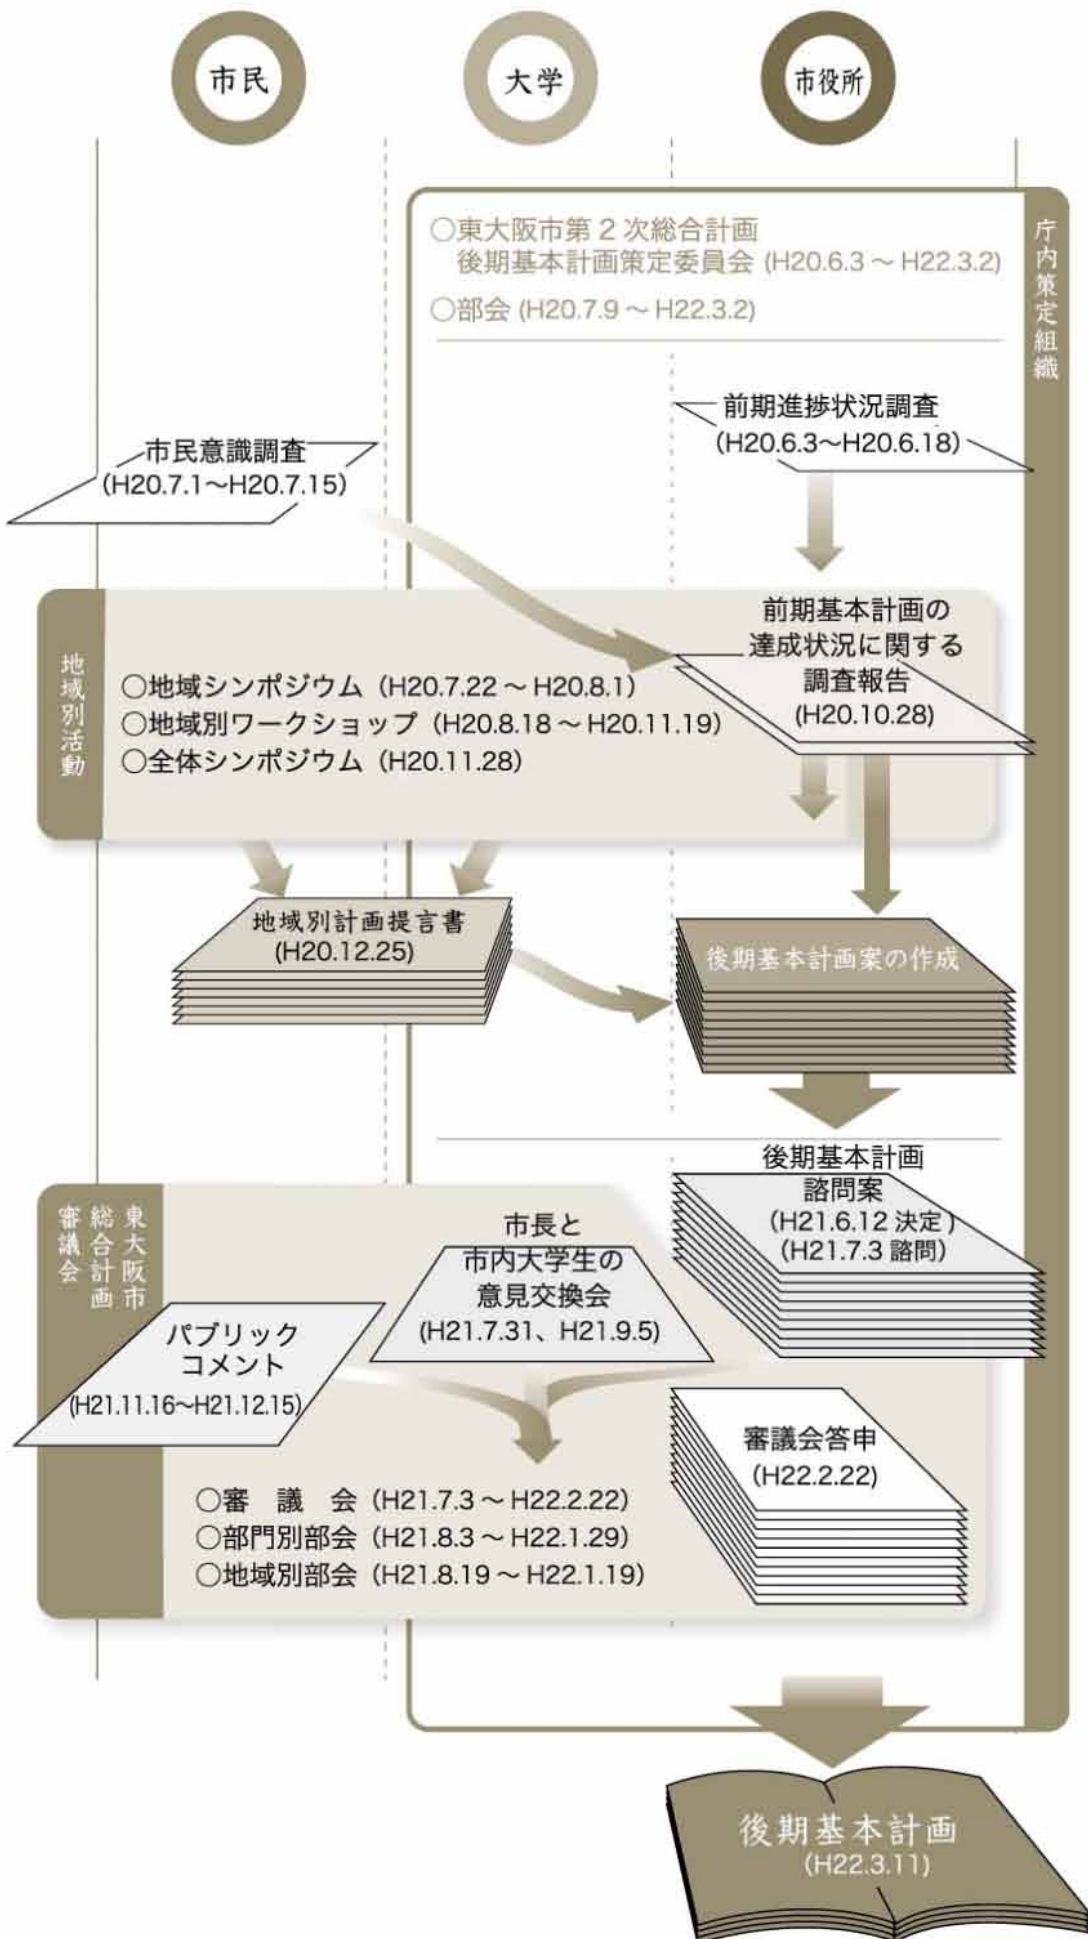 市民
大学
市役所
庁内策定組織
○東大阪市第2次総合計画
後期基本計画策定委員会 (H20.6.3 ～ H22.3.2)
○部会 (H20.7.9 ～ H22.3.2)
前期進捗状況調査
(H20.6.3～H20.6.18)
市民意識調査
(H20.7.1～H20.7.15)
地域別活動
○地域シンポジウム（H20.7.22 ～ H20.8.1）
○地域別ワークショップ（H20.8.18 ～ H20.11.19）
○全体シンポジウム（H20.11.28）
前期基本計画の
達成状況に関する
調査報告
(H20.10.28)
地域別計画提言書
(H20.12.25)
後期基本計画案の作成
後期基本計画
諮問案
(H21.6.12 決定)
(H21.7.3 諮問)
東大阪市
総合計画
審議会
市長と
市内大学生の
意見交換会
(H21.7.31、H21.9.5)
パブリック
コメント
(H21.11.16～H21.12.15)
審議会答申
(H22.2.22)
○審　議　会（H21.7.3 ～ H22.2.22）
○部門別部会（H21.8.3 ～ H22.1.29）
○地域別部会（H21.8.19 ～ H22.1.19）
後期基本計画
(H22.3.11)